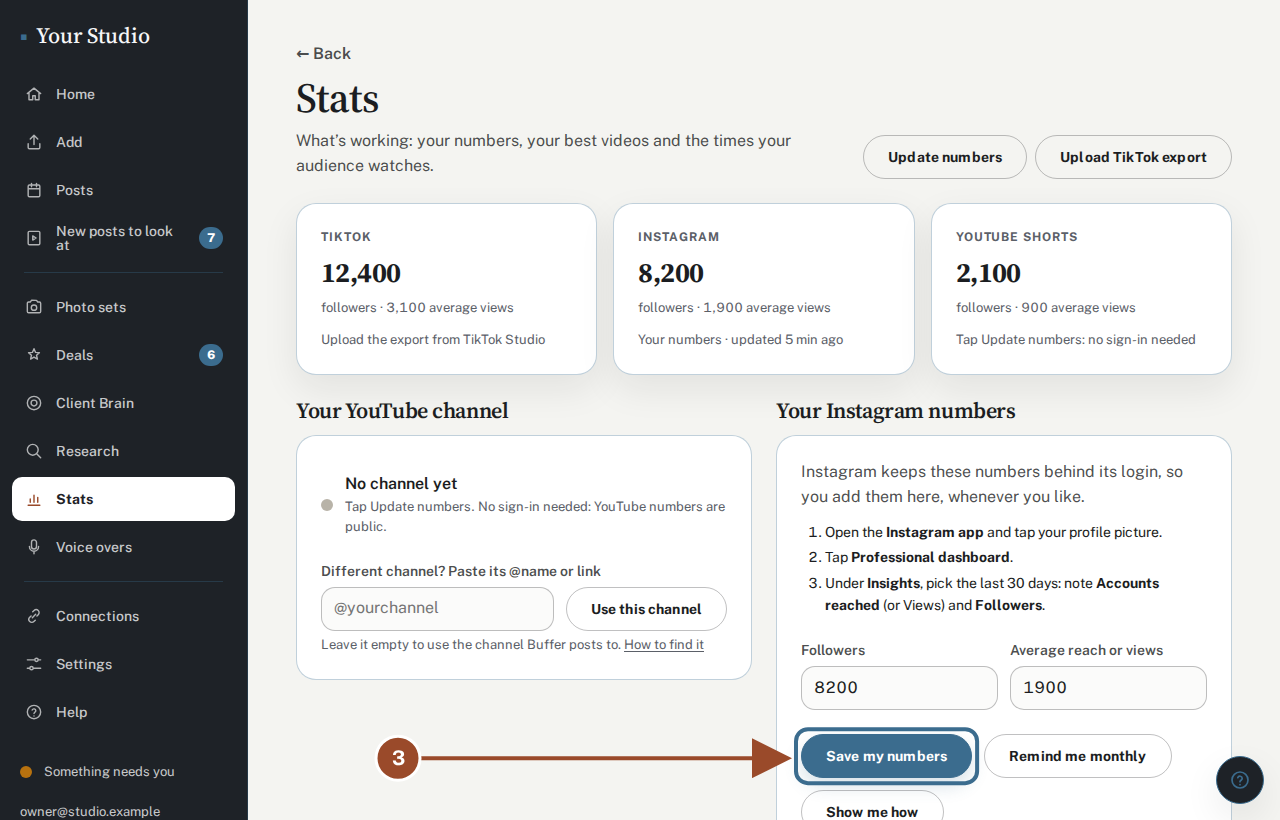 Your Studio
Home
Add
Posts
New posts to look
at
7
Photo sets
Deals
6
Client Brain
Research
Stats
Voice overs
Connections
Settings
Help
Something needs you
owner@studio.example
← Back
Stats
What's working: your numbers, your best videos and the times your
audience watches.
Update numbers
Upload TikTok export
TIKTOK
12,400
followers · 3,100 average views
Upload the export from TikTok Studio
INSTAGRAM
8,200
followers · 1,900 average views
Your numbers · updated 5 min ago
YOUTUBE SHORTS
2,100
followers · 900 average views
Tap Update numbers: no sign-in needed
Your YouTube channel
No channel yet
Tap Update numbers. No sign-in needed: YouTube numbers are
public.
Different channel? Paste its @name or link
@yourchannel
Use this channel
Leave it empty to use the channel Buffer posts to. How to find it
Your Instagram numbers
Instagram keeps these numbers behind its login, so
you add them here, whenever you like.
1. Open the Instagram app and tap your profile picture.
2. Tap Professional dashboard.
3. Under Insights, pick the last 30 days: note Accounts
reached (or Views) and Followers.
Followers
8200
Average reach or views
1900
3
Save my numbers
Remind me monthly
Show me how